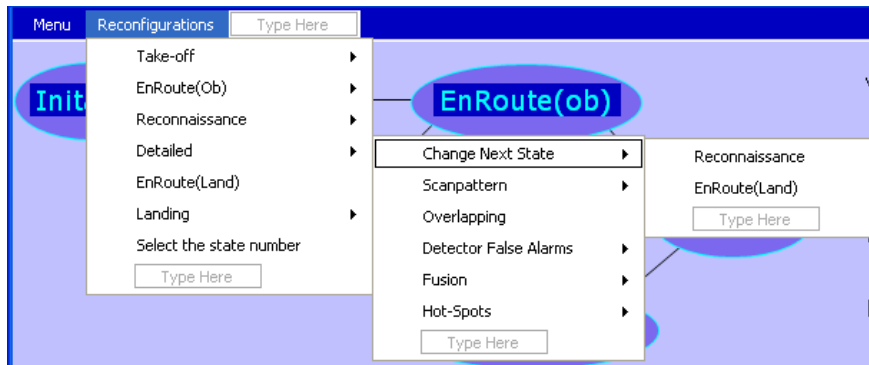 Menu Reconfigurations Type Here
Take-off
EnRoute(Ob)
Reconnaissance
Detailed
EnRoute(Land)
Landing
Select the state number
Type Here
Init
EnRoute(ob)
Change Next State
Scanpattern
Overlapping
Detector False Alarms
Fusion
Hot-Spots
Type Here
Reconnaissance
EnRoute(Land)
Type Here